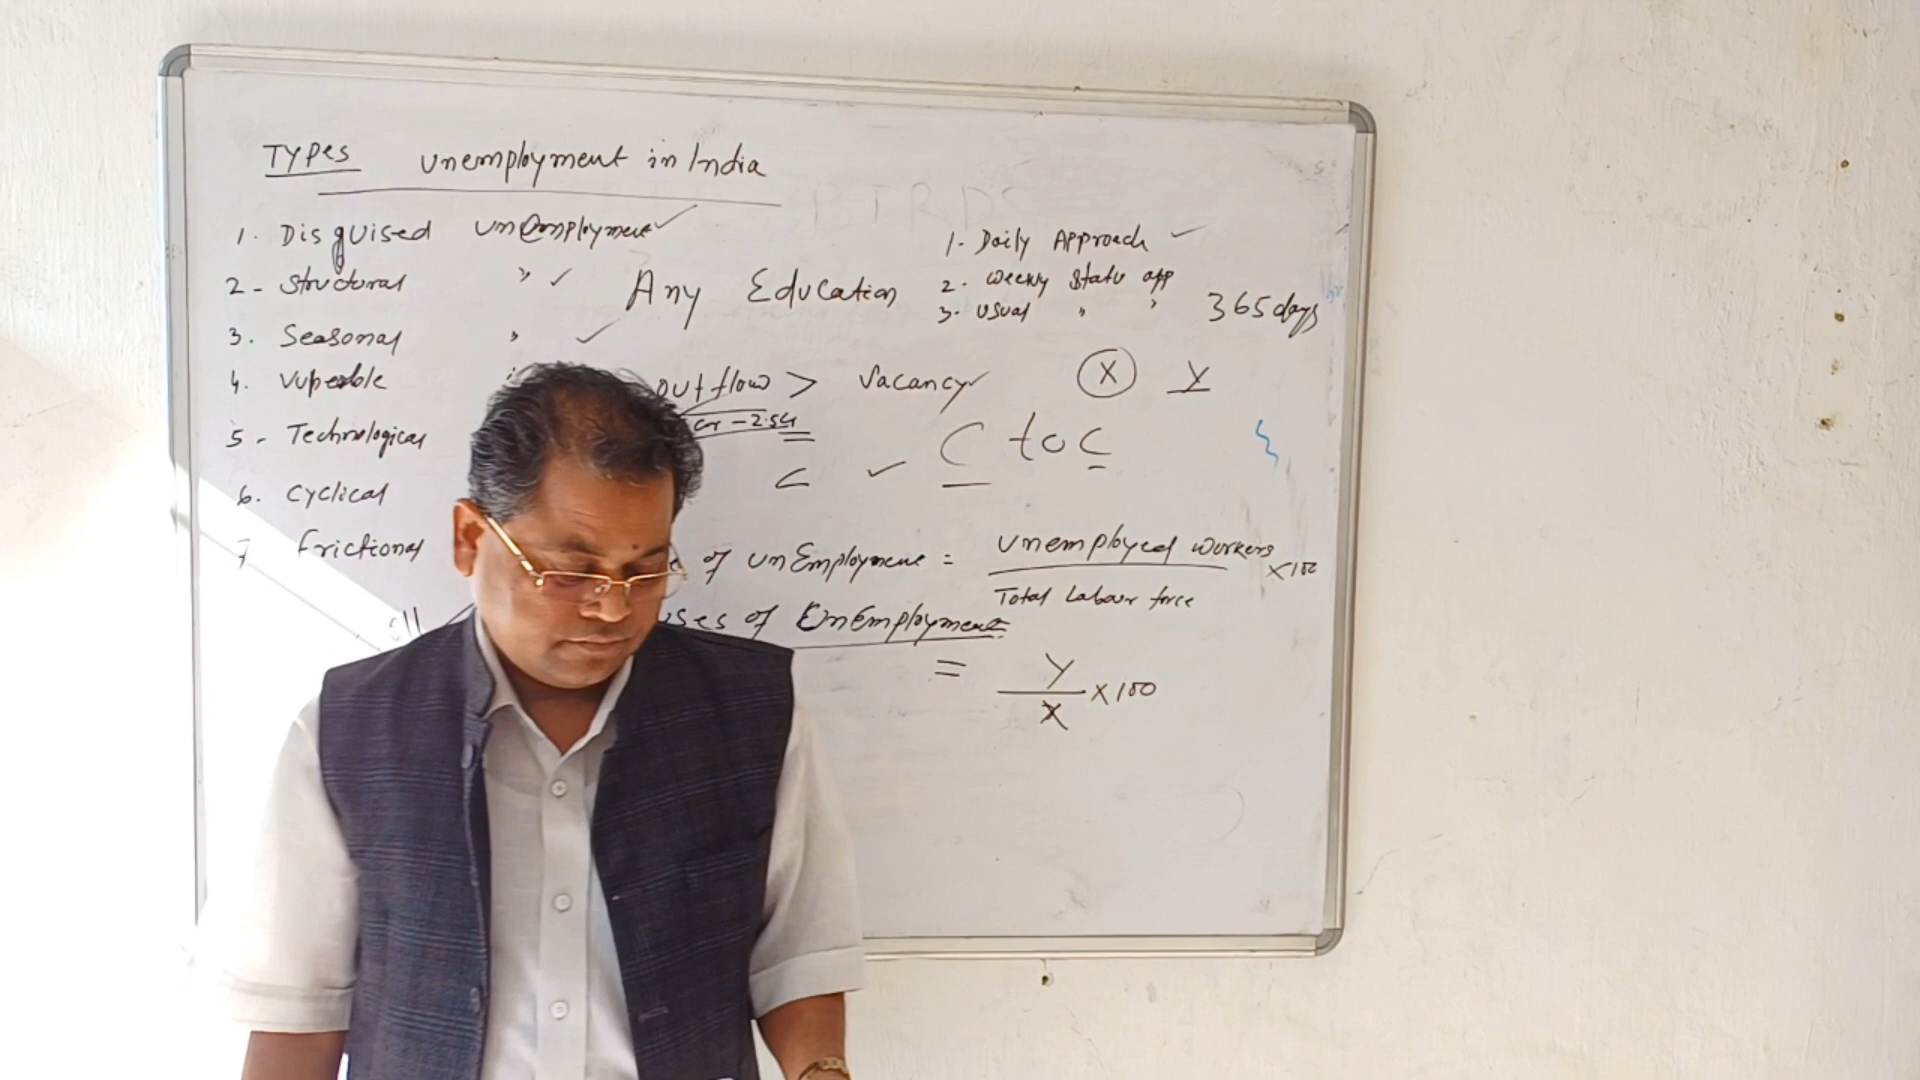 TYPES Unemployment in India
1. Disguised unemployment
2- Structural "
3. Seasonal "
4.
5- Technological
6. Cyclical
7 Frictional
Any Education
1. Daily Approach
2. Weekly Status app
3. Usual " " 365 days
outflow > Vacancy
X Y
=
C to C
of unEmployment = Unemployed workers ×100
Total Labour force
of UnEmployment
= Y ×100
X